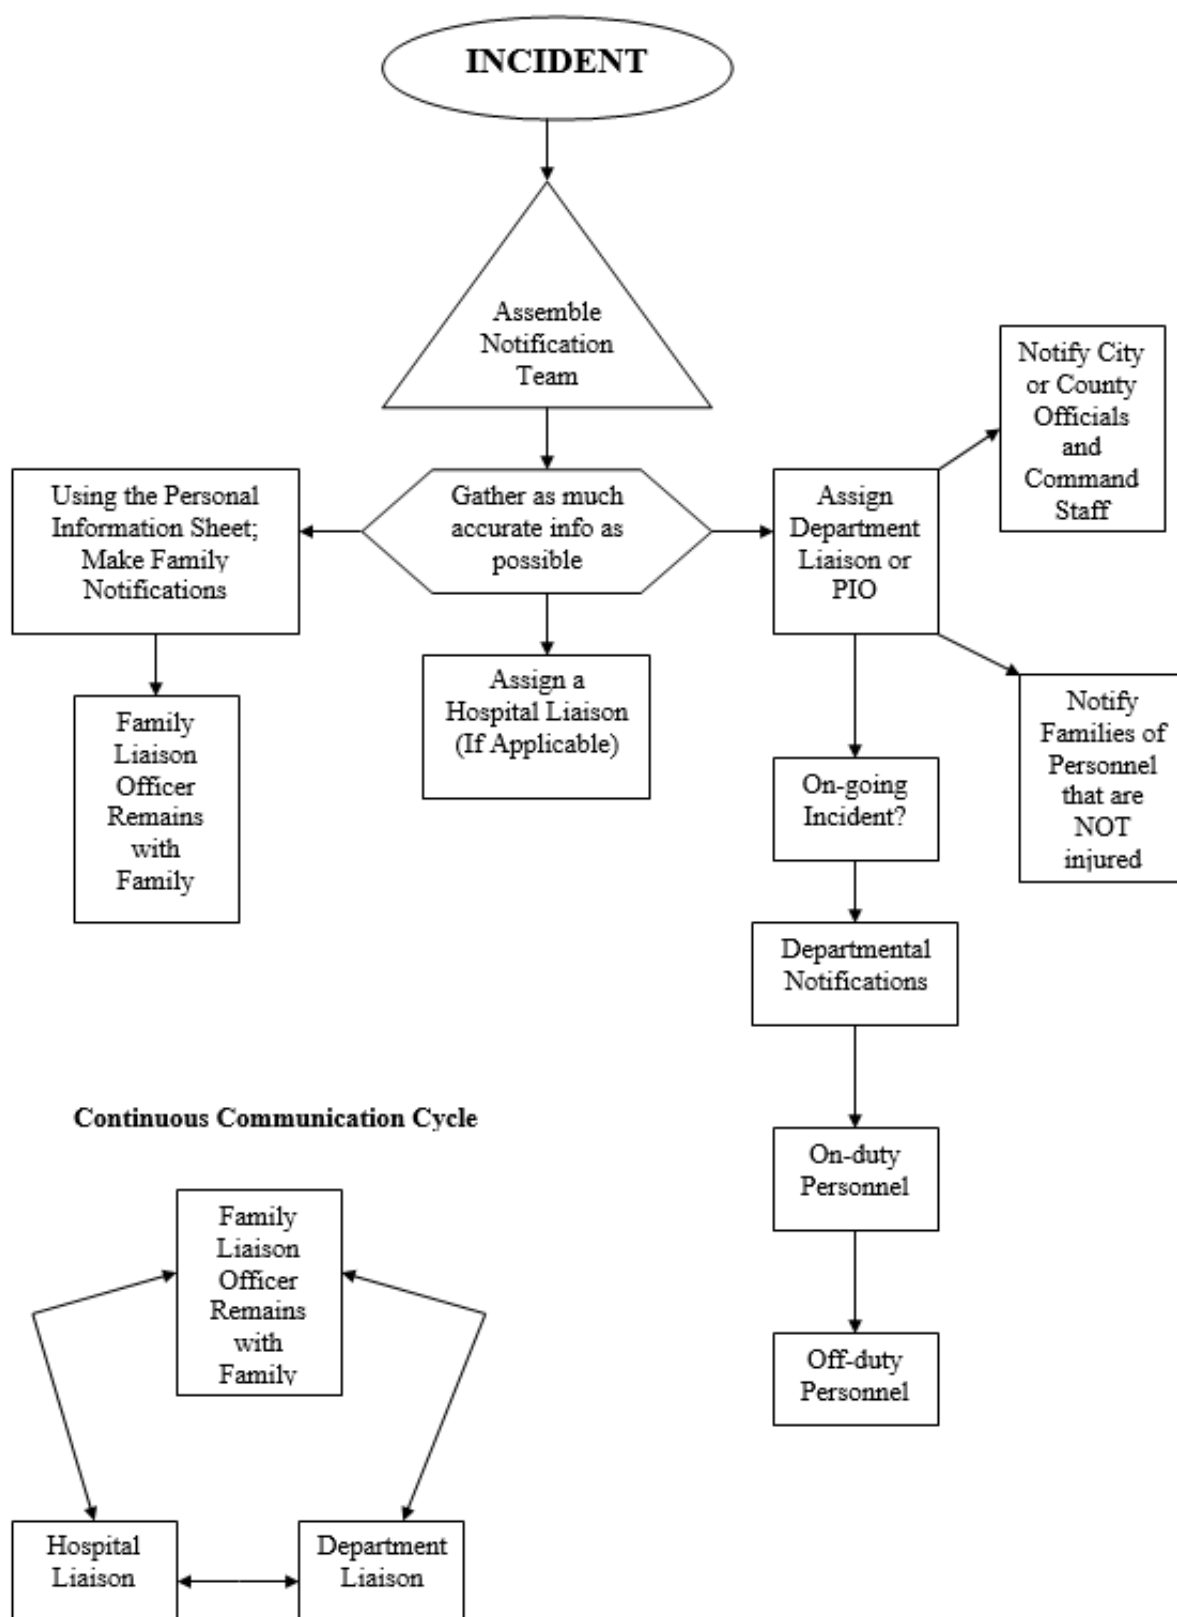 INCIDENT
Assemble
Notification
Team
Notify City
or County
Officials
and
Command
Staff
Using the Personal
Information Sheet;
Make Family
Notifications
Gather as much
accurate info as
possible
Assign
Department
Liaison or
PIO
Assign a
Hospital Liaison
(If Applicable)
Notify
Families of
Personnel
that are
NOT
injured
Family
Liaison
Officer
Remains
with
Family
On-going
Incident?
Departmental
Notifications
On-duty
Personnel
Off-duty
Personnel
Continuous Communication Cycle
Family
Liaison
Officer
Remains
with
Family
Hospital
Liaison
Department
Liaison